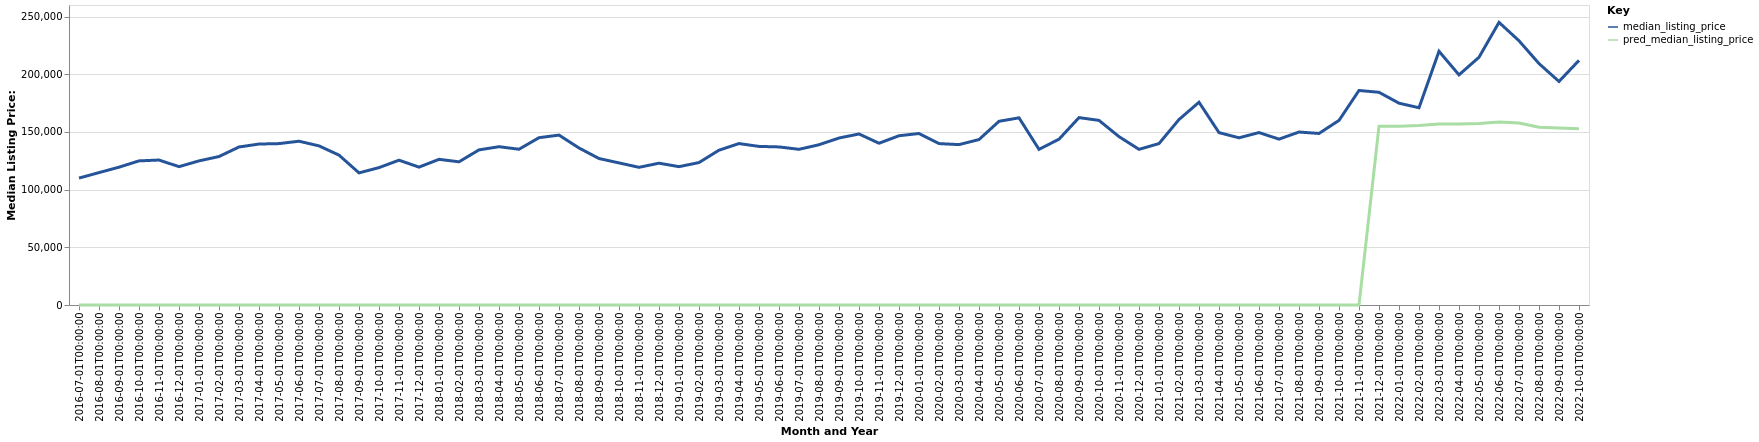 250,000
200,000
150,000
100,000
50,000
0
Median Listing Price:
2016-07-01T00:00:00
2016-08-01T00:00:00
2016-09-01T00:00:00
2016-10-01T00:00:00
2016-11-01T00:00:00
2016-12-01T00:00:00
2017-01-01T00:00:00
2017-02-01T00:00:00
2017-03-01T00:00:00
2017-04-01T00:00:00
2017-05-01T00:00:00
2017-06-01T00:00:00
2017-07-01T00:00:00
2017-08-01T00:00:00
2017-09-01T00:00:00
2017-10-01T00:00:00
2017-11-01T00:00:00
2017-12-01T00:00:00
2018-01-01T00:00:00
2018-02-01T00:00:00
2018-03-01T00:00:00
2018-04-01T00:00:00
2018-05-01T00:00:00
2018-06-01T00:00:00
2018-07-01T00:00:00
2018-08-01T00:00:00
2018-09-01T00:00:00
2018-10-01T00:00:00
2018-11-01T00:00:00
2018-12-01T00:00:00
2019-01-01T00:00:00
2019-02-01T00:00:00
2019-03-01T00:00:00
2019-04-01T00:00:00
2019-05-01T00:00:00
2019-06-01T00:00:00
2019-07-01T00:00:00
2019-08-01T00:00:00
2019-09-01T00:00:00
2019-10-01T00:00:00
2019-11-01T00:00:00
2019-12-01T00:00:00
2020-01-01T00:00:00
2020-02-01T00:00:00
2020-03-01T00:00:00
2020-04-01T00:00:00
2020-05-01T00:00:00
2020-06-01T00:00:00
2020-07-01T00:00:00
2020-08-01T00:00:00
2020-09-01T00:00:00
2020-10-01T00:00:00
2020-11-01T00:00:00
2020-12-01T00:00:00
2021-01-01T00:00:00
2021-02-01T00:00:00
2021-03-01T00:00:00
2021-04-01T00:00:00
2021-05-01T00:00:00
2021-06-01T00:00:00
2021-07-01T00:00:00
2021-08-01T00:00:00
2021-09-01T00:00:00
2021-10-01T00:00:00
2021-11-01T00:00:00
2021-12-01T00:00:00
2022-01-01T00:00:00
2022-02-01T00:00:00
2022-03-01T00:00:00
2022-04-01T00:00:00
2022-05-01T00:00:00
2022-06-01T00:00:00
2022-07-01T00:00:00
2022-08-01T00:00:00
2022-09-01T00:00:00
2022-10-01T00:00:00
Month and Year
Key
median_listing_price
pred_median_listing_price